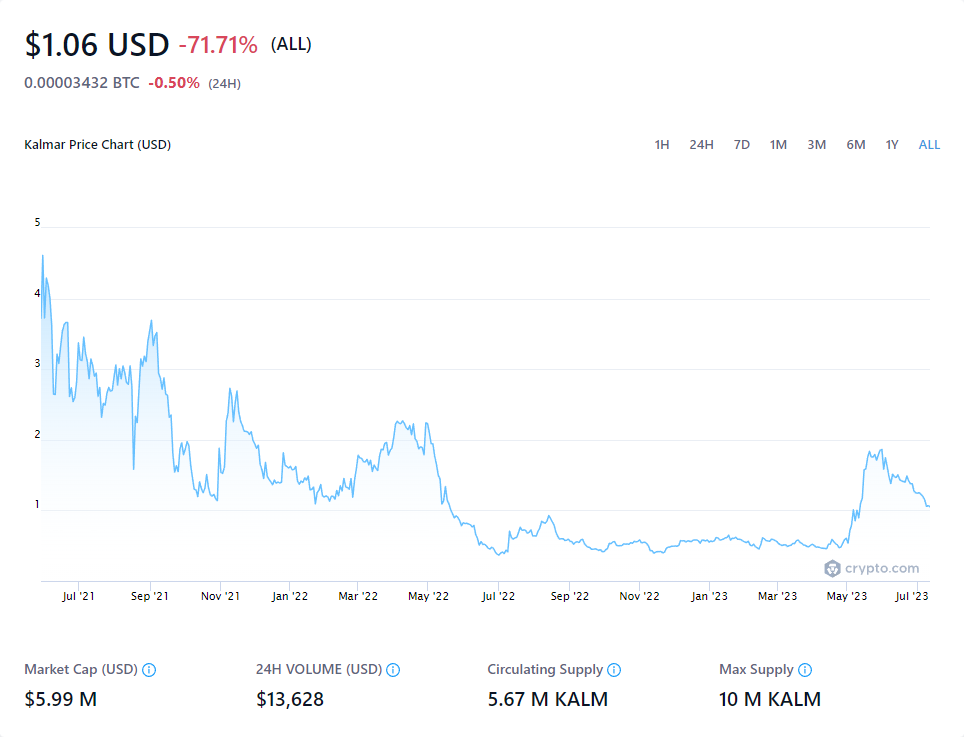 $1.06 USD -71.71% (ALL)
0.00003432 BTC -0.50% (24H)
Kalmar Price Chart (USD) 1H 24H 7D 1M 3M 6M 1Y ALL
5
4
3
2
1
crypto.com
Jul '21 Sep '21 Nov '21 Jan '22 Mar '22 May '22 Jul '22 Sep '22 Nov '22 Jan '23 Mar '23 May '23 Jul '23
Market Cap (USD) 24H VOLUME (USD) Circulating Supply Max Supply
$5.99 M $13,628 5.67 M KALM 10 M KALM